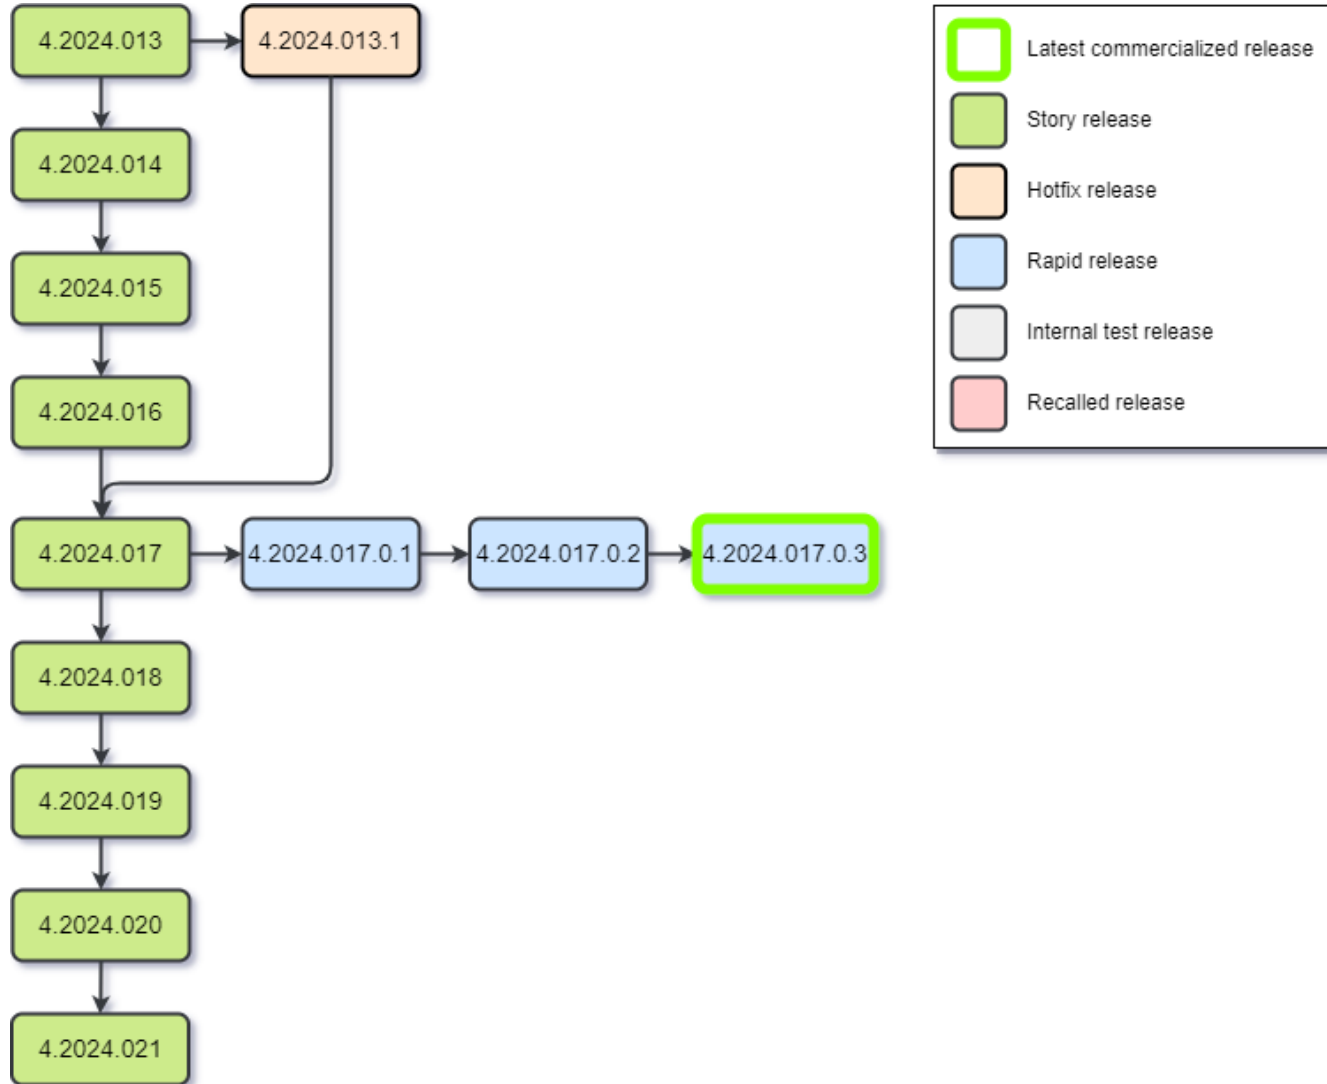 4.2024.013
4.2024.013.1
4.2024.014
4.2024.015
4.2024.016
4.2024.017
4.2024.017.0.1
4.2024.017.0.2
4.2024.017.0.3
4.2024.018
4.2024.019
4.2024.020
4.2024.021
Latest commercialized release
Story release
Hotfix release
Rapid release
Internal test release
Recalled release